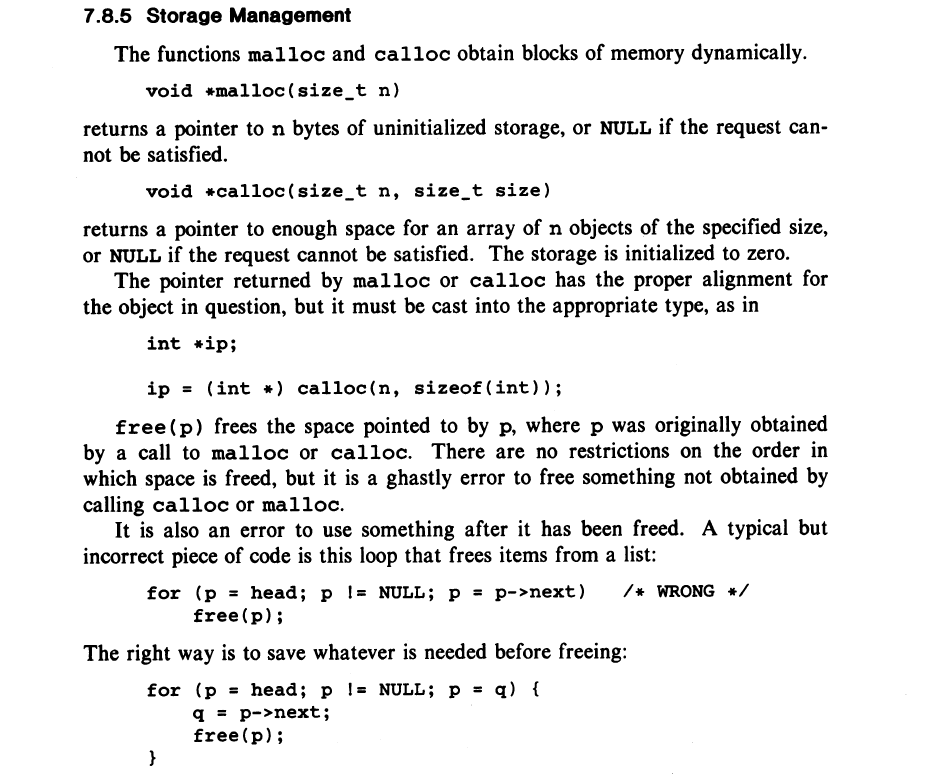 7.8.5 Storage Management
The functions malloc and calloc obtain blocks of memory dynamically.
void *malloc(size_t n)
returns a pointer to n bytes of uninitialized storage, or NULL if the request can-
not be satisfied.
void *calloc(size_t n, size_t size)
returns a pointer to enough space for an array of n objects of the specified size,
or NULL if the request cannot be satisfied. The storage is initialized to zero.
The pointer returned by malloc or calloc has the proper alignment for
the object in question, but it must be cast into the appropriate type, as in
int *ip;
ip = (int *) calloc(n, sizeof(int));
free(p) frees the space pointed to by p, where p was originally obtained
by a call to malloc or calloc. There are no restrictions on the order in
which space is freed, but it is a ghastly error to free something not obtained by
calling calloc or malloc.
It is also an error to use something after it has been freed. A typical but
incorrect piece of code is this loop that frees items from a list:
for (p = head; p != NULL; p = p->next) /* WRONG */
free(p);
The right way is to save whatever is needed before freeing:
for (p = head; p != NULL; p = q) {
q = p->next;
free(p);
}